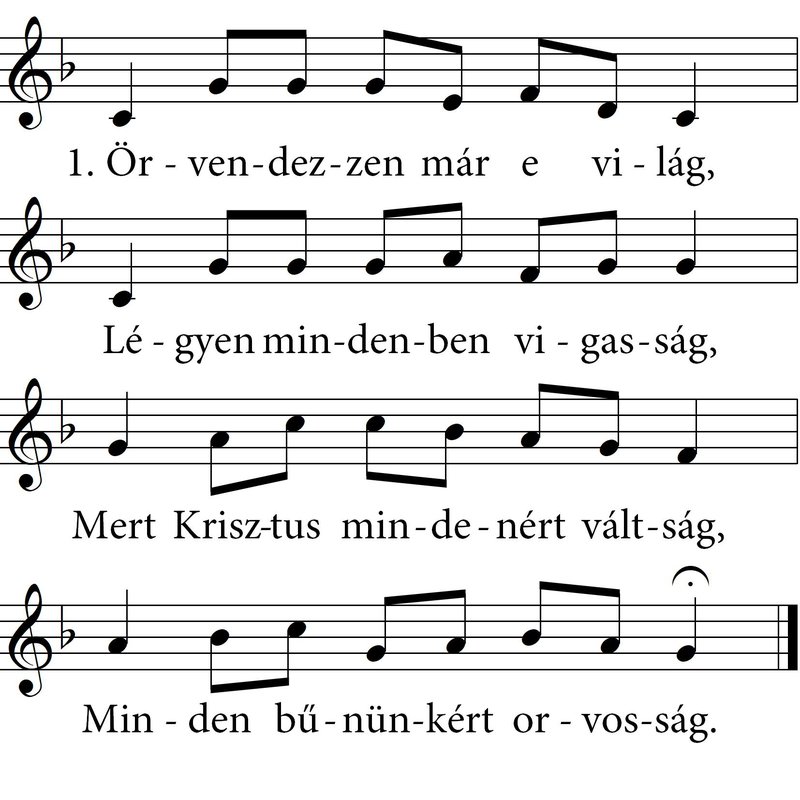 1. Ör - ven-dez-zen már e vi - lág,
Lé - gyen min-den-ben vi - gas-ság,
Mert Krisz-tus min-de-nért vált-ság,
Min - den bű-nün-kért or - vos-ság.